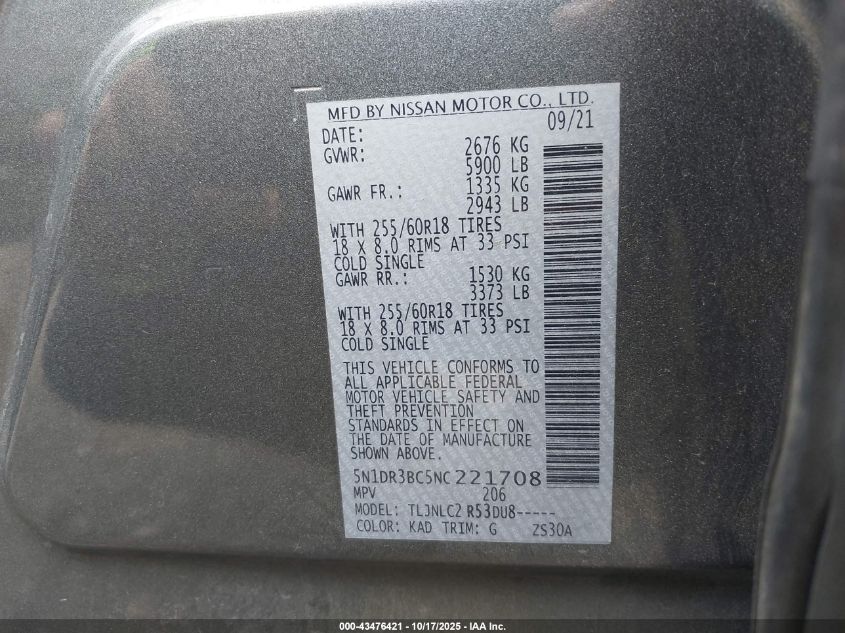 MFD BY NISSAN MOTOR CO., LTD.
DATE: 09/21
GVWR: 2676 KG
5900 LB
GAWR FR.: 1335 KG
2943 LB
WITH 255/60R18 TIRES
18 X 8.0 RIMS AT 33 PSI
COLD SINGLE
GAWR RR.: 1530 KG
3373 LB
WITH 255/60R18 TIRES
18 X 8.0 RIMS AT 33 PSI
COLD SINGLE
THIS VEHICLE CONFORMS TO
ALL APPLICABLE FEDERAL
MOTOR VEHICLE SAFETY AND
THEFT PREVENTION
STANDARDS IN EFFECT ON
THE DATE OF MANUFACTURE
SHOWN ABOVE.
5N1DR3BC5NC221708
MPV 206
MODEL: TLJNLC2 R53DU8-----
COLOR: KAD TRIM: G ZS30A
000-43476421 - 10/17/2025 - IAA Inc.